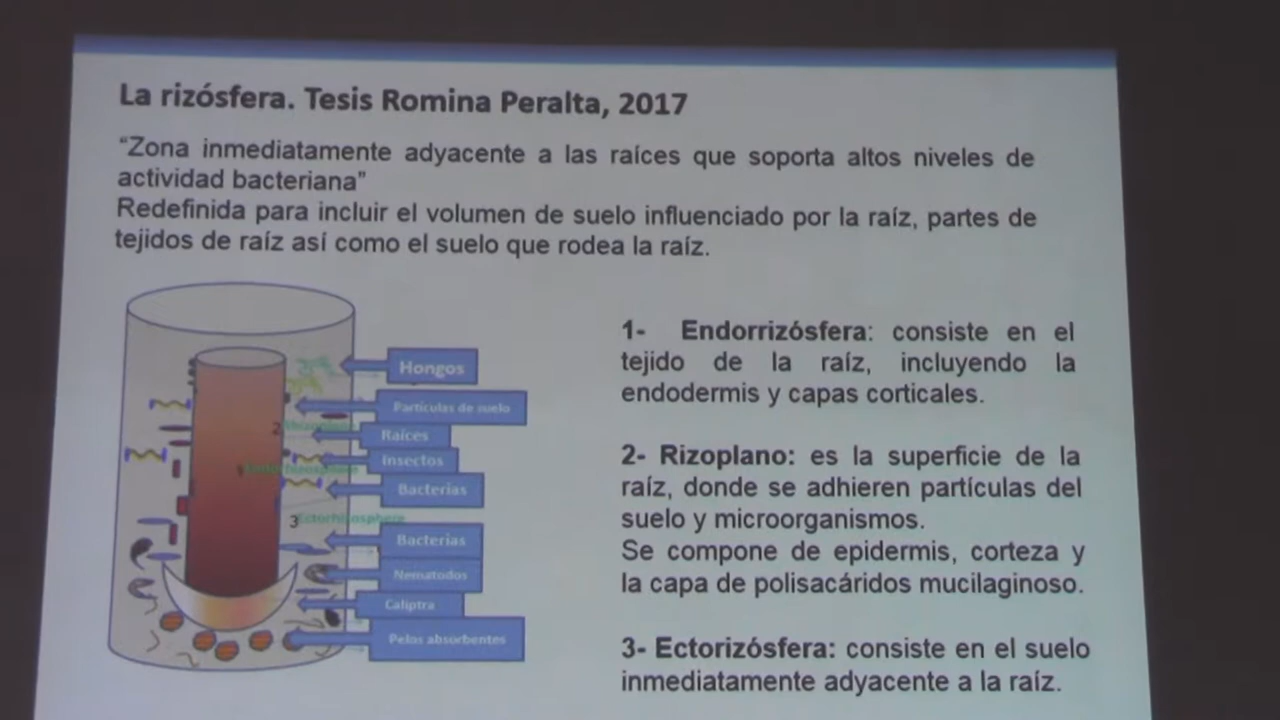 La rizósfera. Tesis Romina Peralta, 2017
“Zona inmediatamente adyacente a las raíces que soporta altos niveles de
actividad bacteriana”
Redefinida para incluir el volumen de suelo influenciado por la raíz, partes de
tejidos de raíz así como el suelo que rodea la raíz.
Hongos
Partículas de suelo
Raíces
Insectos
Bacterias
Bacterias
Nematodos
Caliptra
Pelos absorbentes
2
3 Ectorhizosphere
1- Endorrizósfera: consiste en el
tejido de la raíz, incluyendo la
endodermis y capas corticales.
2- Rizoplano: es la superficie de la
raíz, donde se adhieren partículas del
suelo y microorganismos.
Se compone de epidermis, corteza y
la capa de polisacáridos mucilaginoso.
3- Ectorizósfera: consiste en el suelo
inmediatamente adyacente a la raíz.